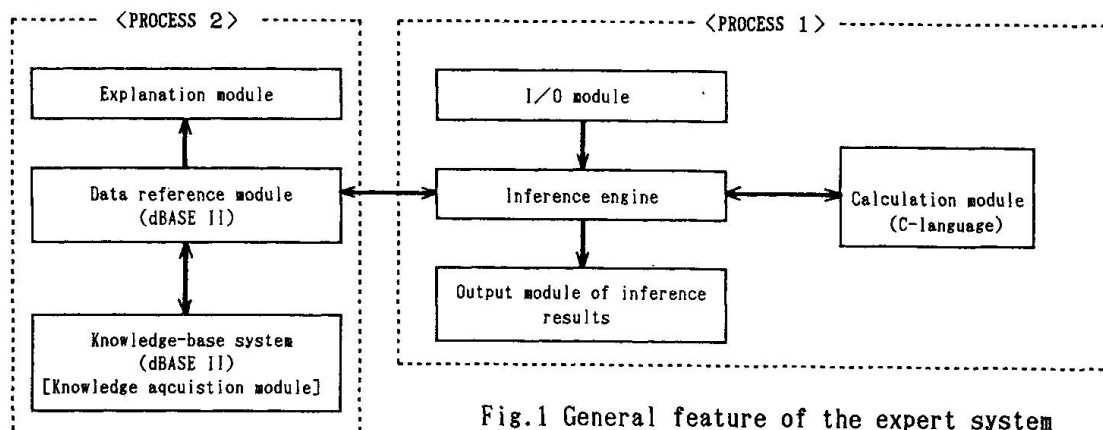 <PROCESS 2>
Explanation module
Data reference module
(dBASE II)
Knowledge-base system
(dBASE II)
[Knowledge aqcuistion module]
<PROCESS 1>
I/O module
Inference engine
Calculation module
(C-language)
Output module of inference
results
Fig.1 General feature of the expert system